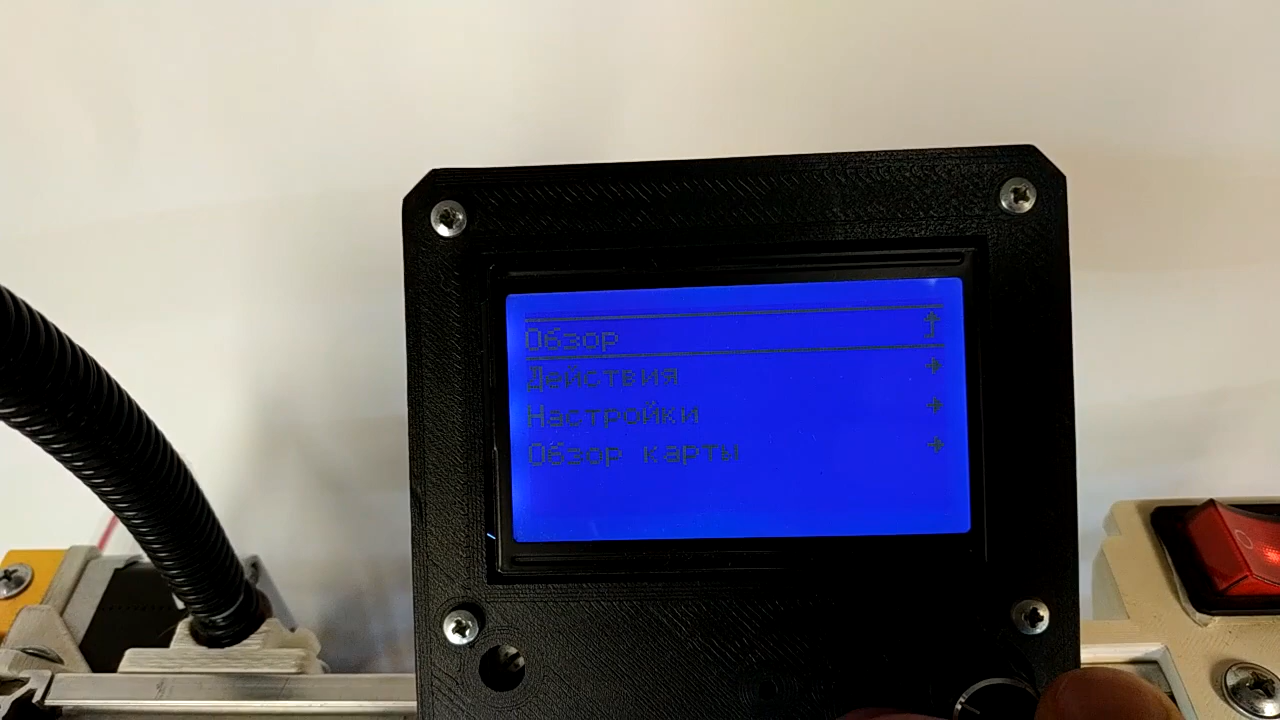 Обзор
Действия
Настройки
Обзор карты